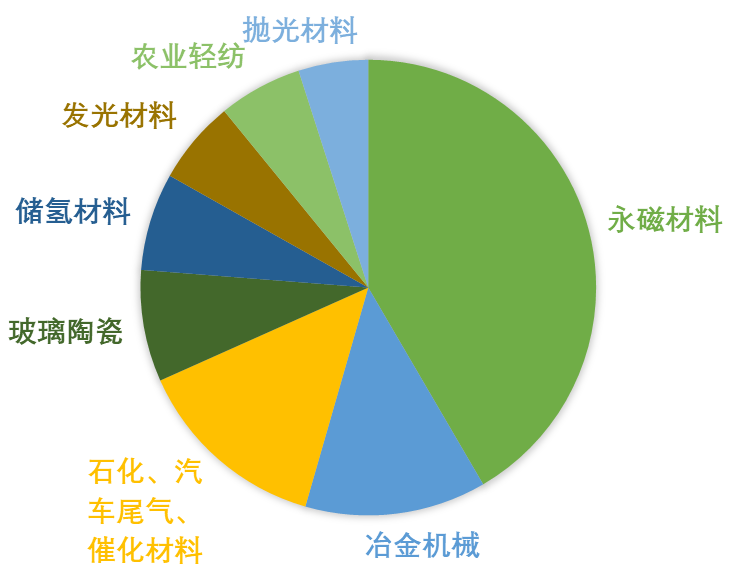 抛光材料
农业轻纺
发光材料
储氢材料
永磁材料
玻璃陶瓷
石化、汽
车尾气、
催化材料
冶金机械